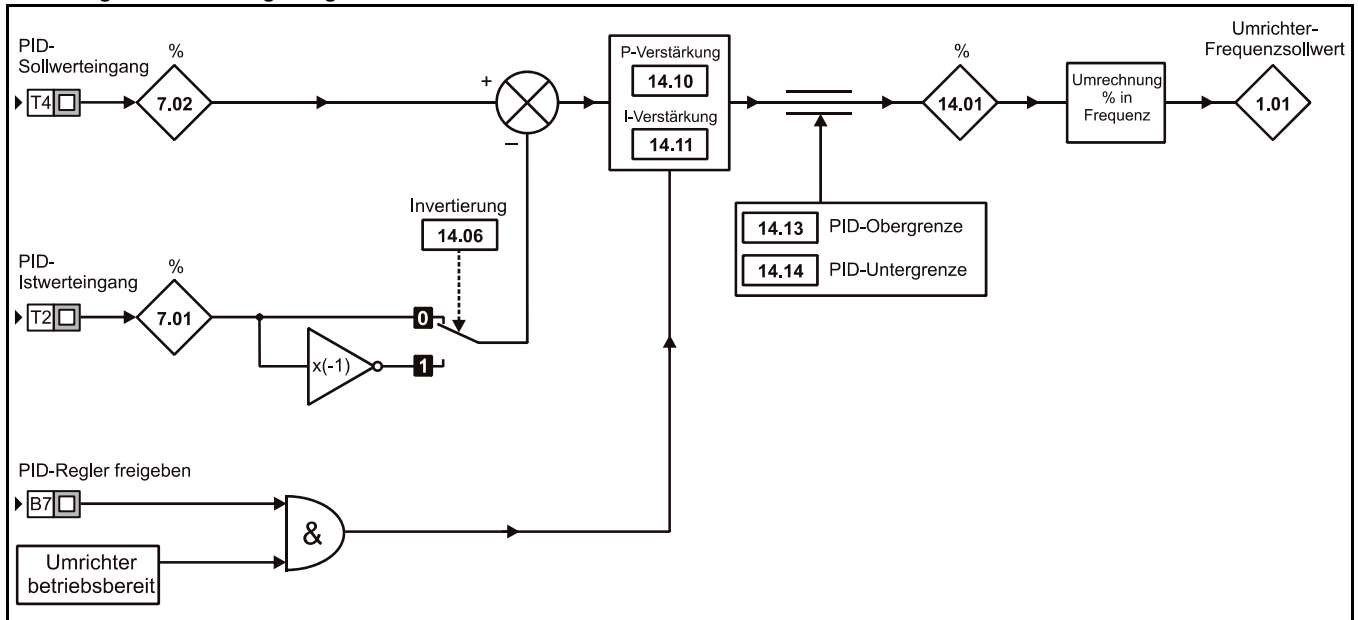 PID-
Sollwerteingang
T4
%
7.02
+
–
P-Verstärkung
14.10
I-Verstärkung
14.11
%
14.01
Umrechnung
% in
Frequenz
Umrichter-
Frequenzsollwert
1.01
Invertierung
14.06
14.13 PID-Obergrenze
14.14 PID-Untergrenze
PID-
Istwerteingang
T2
%
7.01
0
x(-1)
1
PID-Regler freigeben
B7
&
Umrichter
betriebsbereit